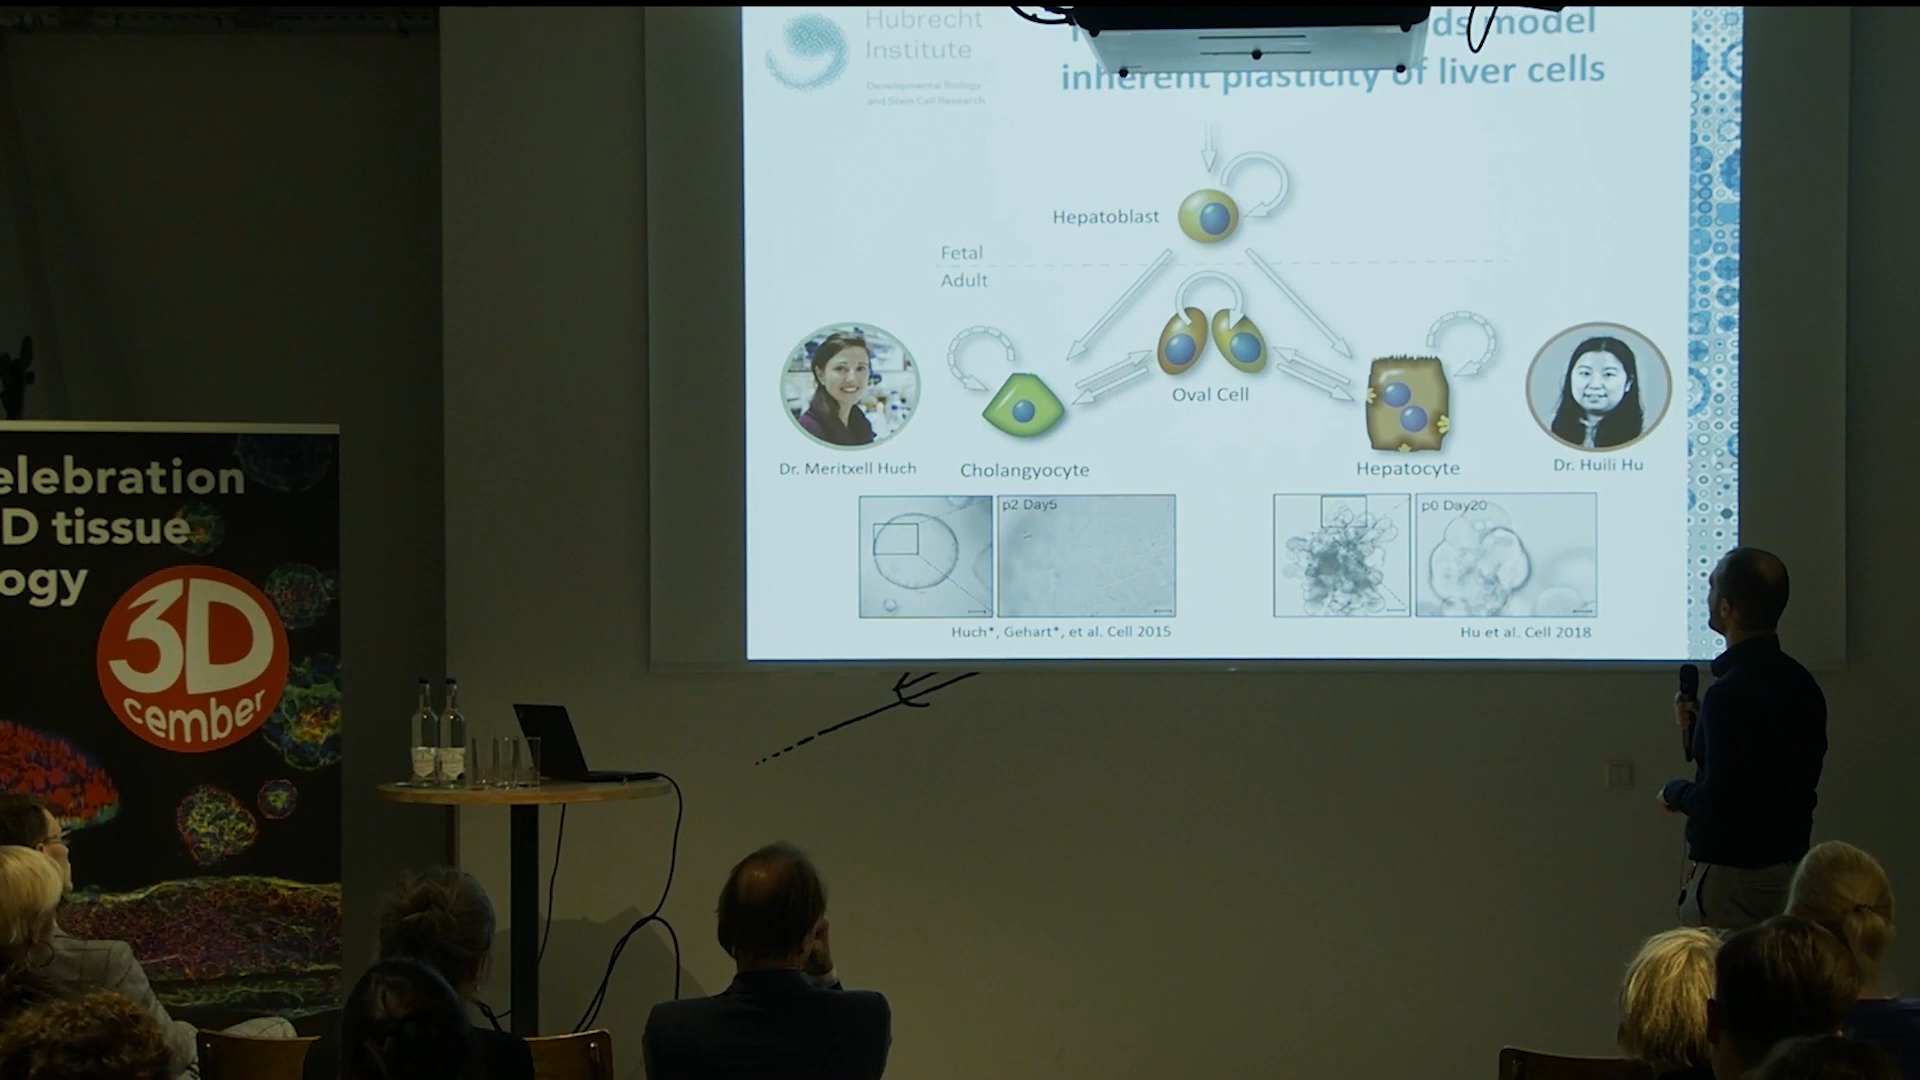 Hubrecht
Institute
Developmental Biology
and Stem Cell Research
ds model
inherent plasticity of liver cells
Hepatoblast
Fetal
Adult
Oval Cell
Dr. Meritxell Huch
Cholangyocyte
Hepatocyte
Dr. Huili Hu
p2 Day5
p0 Day20
Huch*, Gehart*, et al. Cell 2015
Hu et al. Cell 2018
elebration
D tissue
ogy
3D
cember